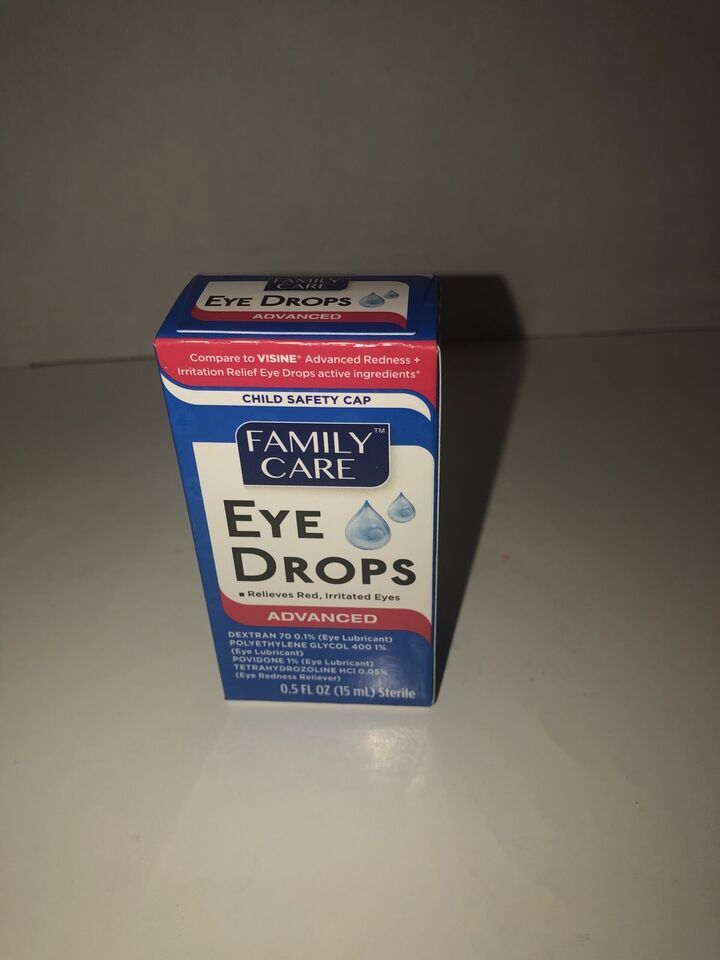 FAMILY
CARE
EYE DROPS
ADVANCED
Compare to VISINE® Advanced Redness +
Irritation Relief Eye Drops active ingredients*
CHILD SAFETY CAP
FAMILY™
CARE
EYE
DROPS
▪ Relieves Red, Irritated Eyes
ADVANCED
DEXTRAN 70 0.1% (Eye Lubricant)
POLYETHYLENE GLYCOL 400 1%
(Eye Lubricant)
POVIDONE 1% (Eye Lubricant)
TETRAHYDROZOLINE HCl 0.05%
(Eye Redness Reliever)
0.5 FL OZ (15 mL) Sterile